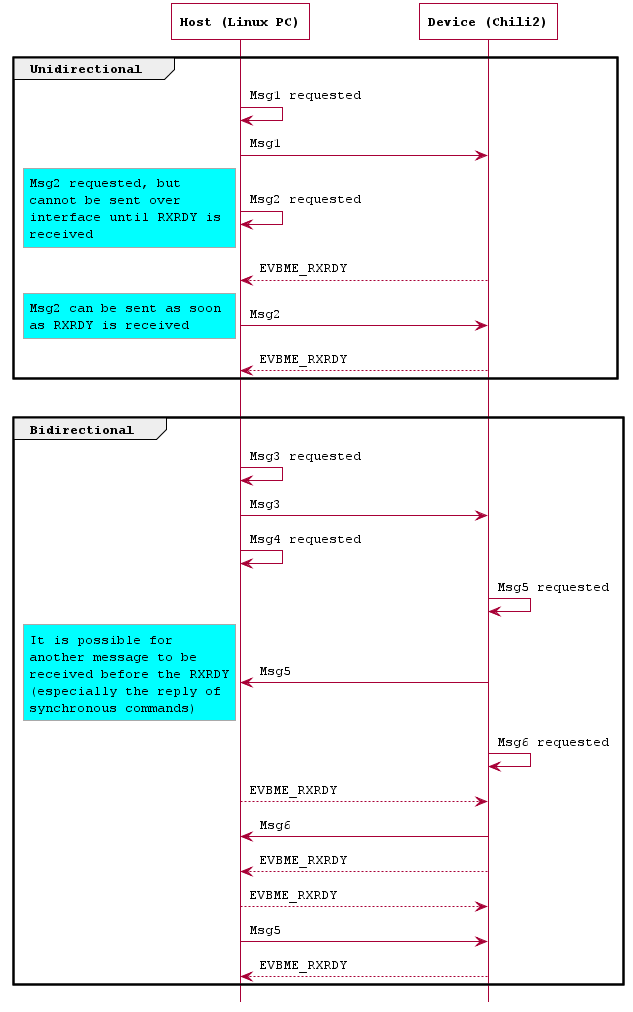 Host (Linux PC)
Device (Chili2)
Unidirectional
Msg1 requested
Msg1
Msg2 requested, but
cannot be sent over
interface until RXRDY is
received
Msg2 requested
EVBME_RXRDY
Msg2 can be sent as soon
as RXRDY is received
Msg2
EVBME_RXRDY
Bidirectional
Msg3 requested
Msg3
Msg4 requested
Msg5 requested
It is possible for
another message to be
received before the RXRDY
(especially the reply of
synchronous commands)
Msg5
Msg6 requested
EVBME_RXRDY
Msg6
EVBME_RXRDY
EVBME_RXRDY
Msg5
EVBME_RXRDY